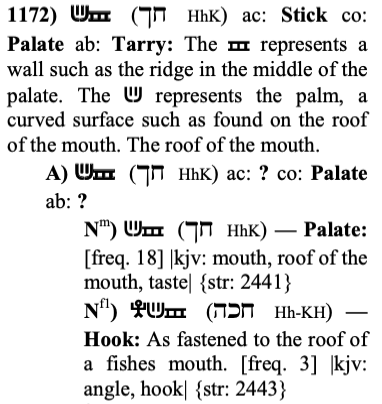 1172) (חך HhK) ac: Stick co:
Palate ab: Tarry: The represents a
wall such as the ridge in the middle of the
palate. The represents the palm, a
curved surface such as found on the roof
of the mouth. The roof of the mouth.
A) (חך HhK) ac: ? co: Palate
ab: ?
Nᵐ) (חך HhK) — Palate:
[freq. 18] |kjv: mouth, roof of the
mouth, taste| {str: 2441}
Nᶠ¹) (חכה Hh-KH) —
Hook: As fastened to the roof of
a fishes mouth. [freq. 3] |kjv:
angle, hook| {str: 2443}